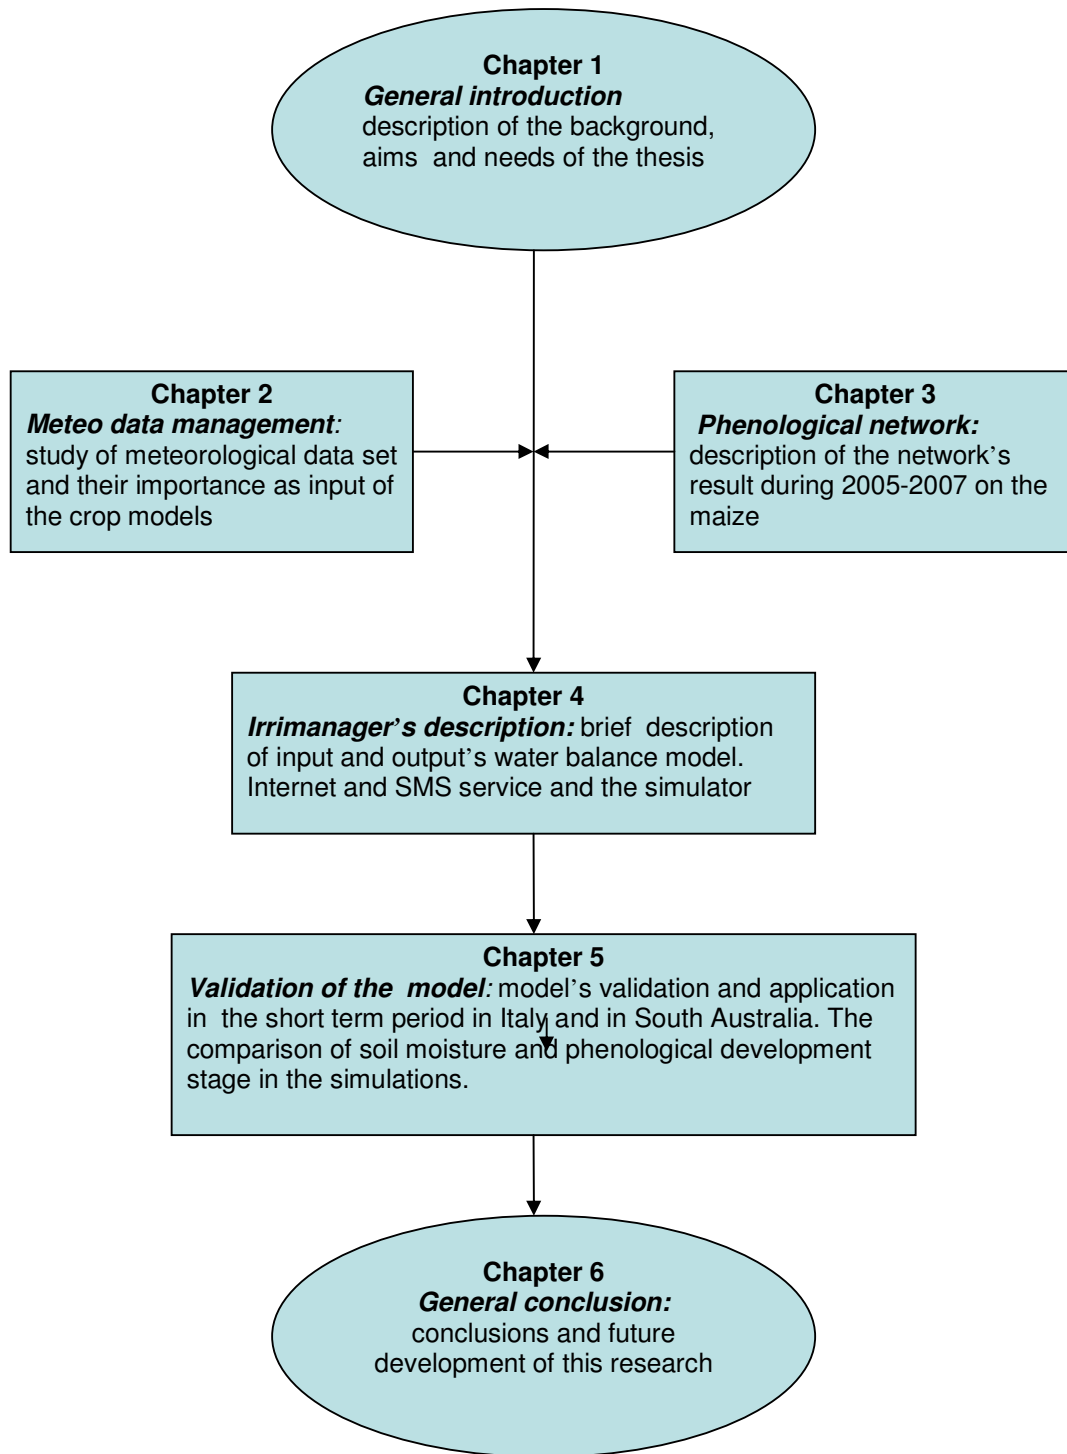 Chapter 1
General introduction
description of the background,
aims and needs of the thesis
Chapter 2
Meteo data management:
study of meteorological data set
and their importance as input of
the crop models
Chapter 3
Phenological network:
description of the network’s
result during 2005-2007 on the
maize
Chapter 4
Irrimanager’s description: brief description
of input and output’s water balance model.
Internet and SMS service and the simulator
Chapter 5
Validation of the model: model’s validation and application
in the short term period in Italy and in South Australia. The
comparison of soil moisture and phenological development
stage in the simulations.
Chapter 6
General conclusion:
conclusions and future
development of this research